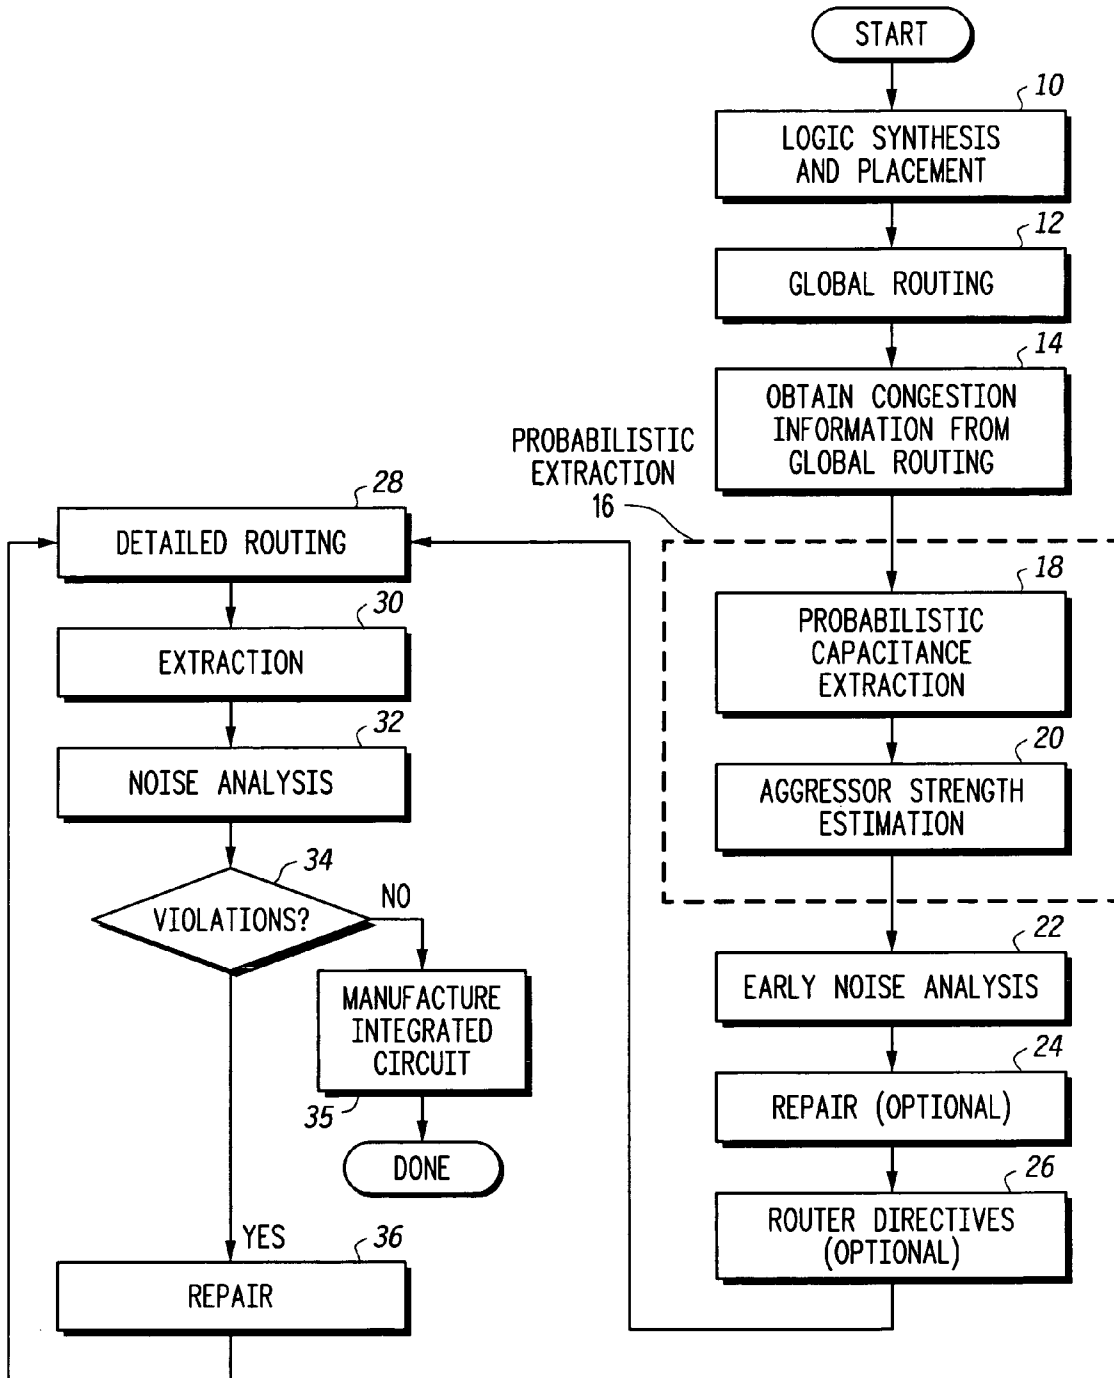 START
10
LOGIC SYNTHESIS
AND PLACEMENT
12
GLOBAL ROUTING
14
OBTAIN CONGESTION
INFORMATION FROM
GLOBAL ROUTING
PROBABILISTIC
EXTRACTION
16
18
PROBABILISTIC
CAPACITANCE
EXTRACTION
20
AGGRESSOR STRENGTH
ESTIMATION
22
EARLY NOISE ANALYSIS
24
REPAIR (OPTIONAL)
26
ROUTER DIRECTIVES
(OPTIONAL)
28
DETAILED ROUTING
30
EXTRACTION
32
NOISE ANALYSIS
34
VIOLATIONS?
NO
MANUFACTURE
INTEGRATED
CIRCUIT
35
DONE
YES
36
REPAIR